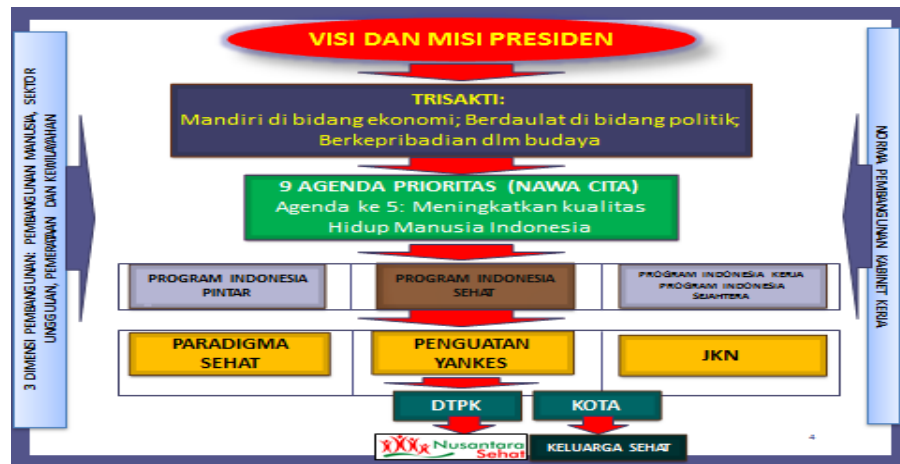 VISI DAN MISI PRESIDEN
TRISAKTI:
Mandiri di bidang ekonomi; Berdaulat di bidang politik;
Berkepribadian dlm budaya
9 AGENDA PRIORITAS (NAWA CITA)
Agenda ke 5: Meningkatkan kualitas
Hidup Manusia Indonesia
PROGRAM INDONESIA
PINTAR
PROGRAM INDONESIA
SEHAT
PROGRAM INDONESIA KERJA
PROGRAM INDONESIA
SEJAHTERA
PARADIGMA
SEHAT
PENGUATAN
YANKES
JKN
DTPK
KOTA
Nusantara
Sehat
KELUARGA SEHAT
4
3 DIMENSI PEMBANGUNAN: PEMBANGUNAN MANUSIA, SEKTOR
UNGGULAN, PEMERATAAN DAN KEWILAYAHAN
NORMA PEMBANGUNAN KABINET KERJA